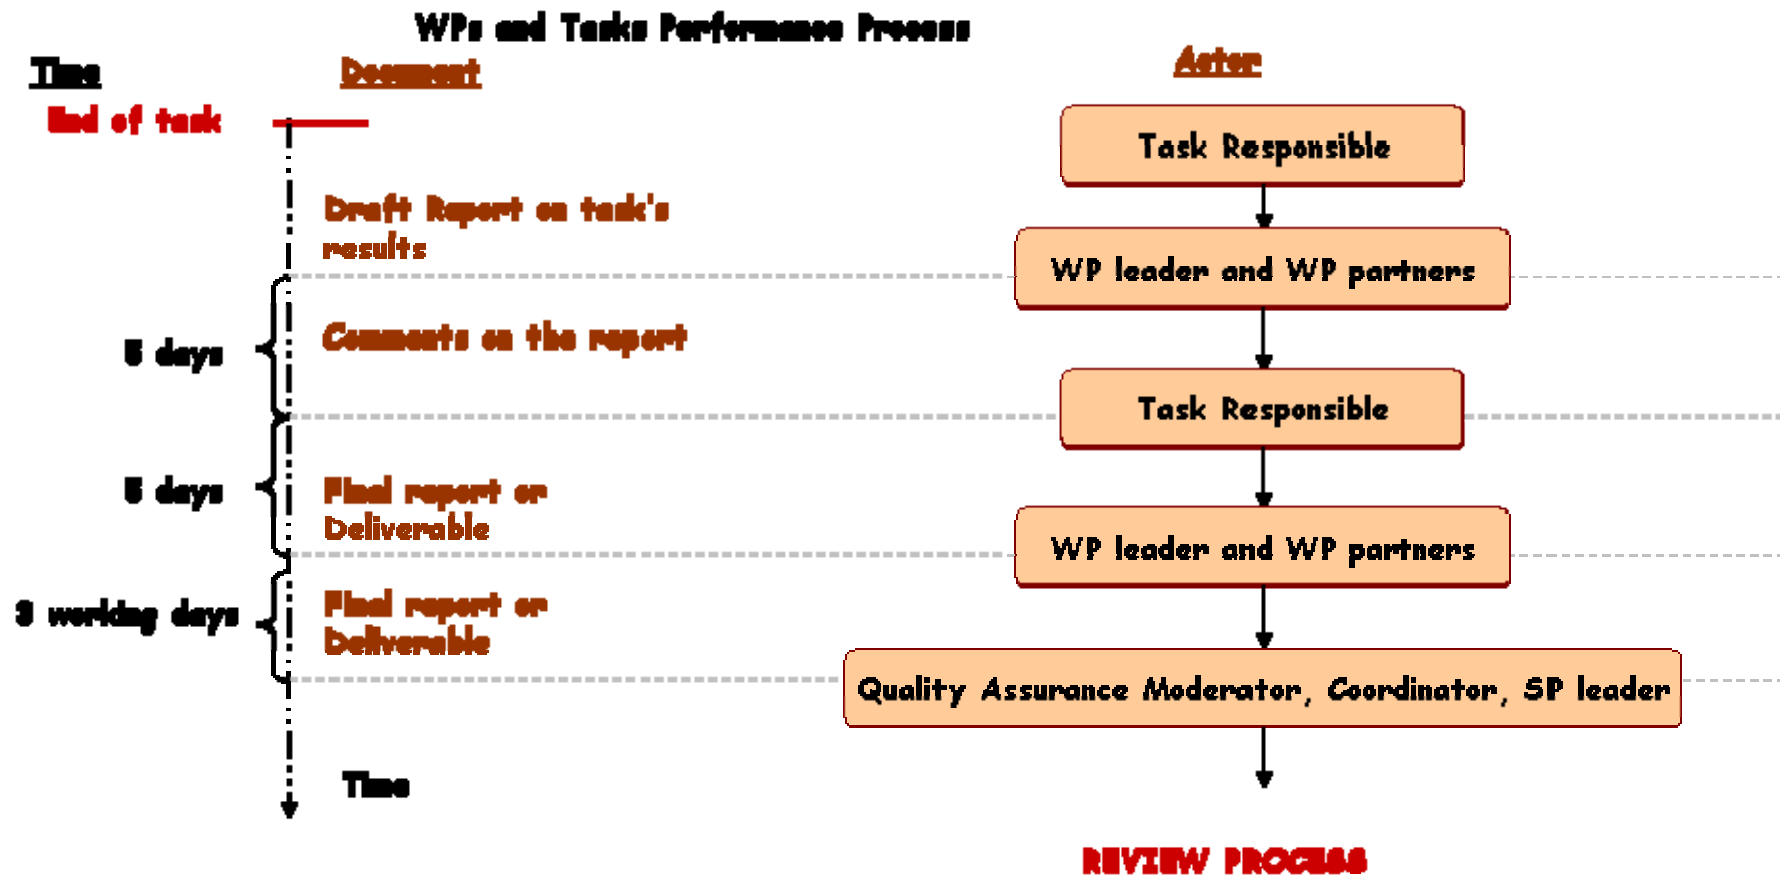 WPs and Tasks Performance Process
Time
Document
Actor
End of task
Task Responsible
Draft Report on task's
results
WP leader and WP partners
Comments on the report
5 days
Task Responsible
5 days
Final report or
Deliverable
WP leader and WP partners
3 working days
Final report or
Deliverable
Quality Assurance Moderator, Coordinator, SP leader
Time
REVIEW PROCESS